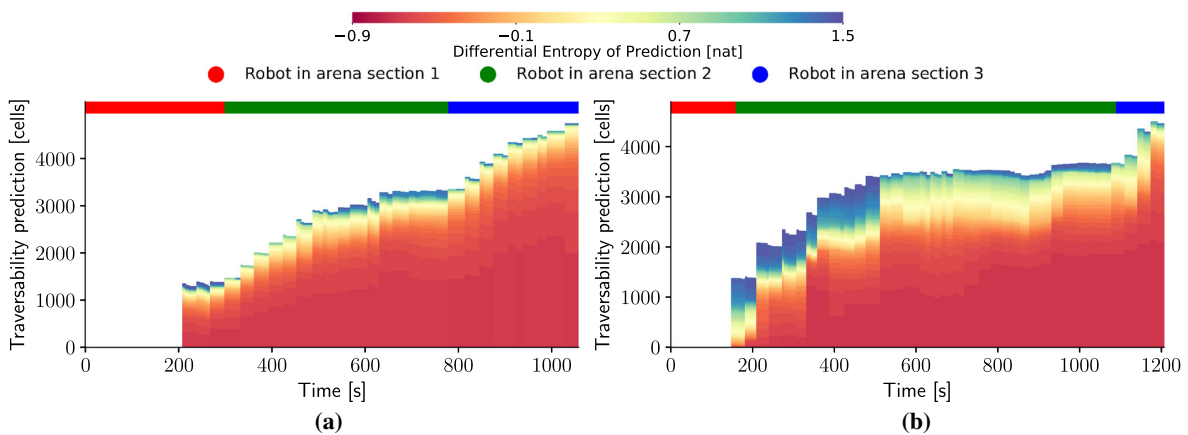 −0.9 −0.1 0.7 1.5
Differential Entropy of Prediction [nat]
Robot in arena section 1 Robot in arena section 2 Robot in arena section 3
Traversability prediction [cells]
4000
3000
2000
1000
0
0 200 400 600 800 1000
Time [s]
(a)
Traversability prediction [cells]
4000
3000
2000
1000
0
0 200 400 600 800 1000 1200
Time [s]
(b)